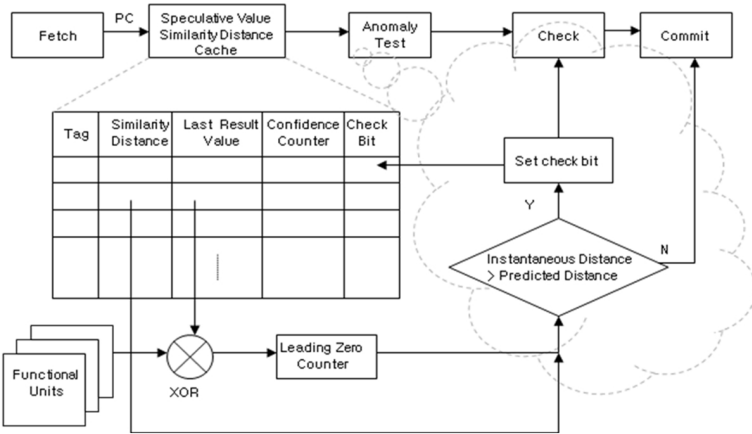 Fetch
PC
Speculative Value
Similarity Distance
Cache
Anomaly
Test
Check
Commit
Tag
Similarity
Distance
Last Result
Value
Confidence
Counter
Check
Bit
Set check bit
Y
N
Instantaneous Distance
> Predicted Distance
Functional
Units
XOR
Leading Zero
Counter